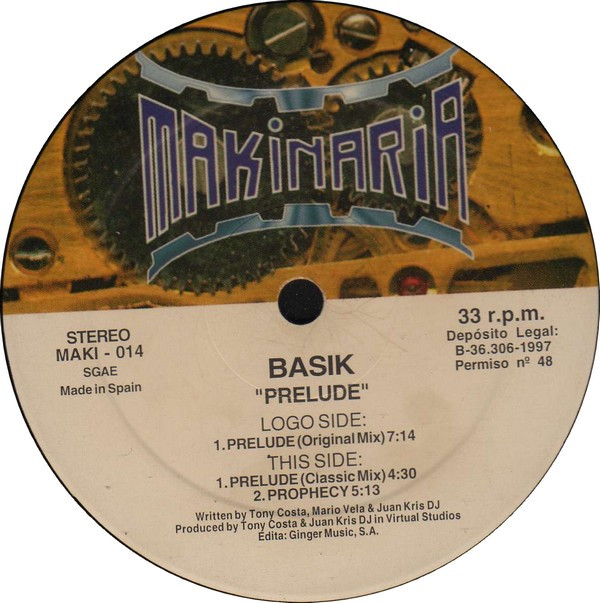 MAKiNARiA
STEREO
MAKI - 014
SGAE
Made in Spain
33 r.p.m.
Depósito Legal:
B-36.306-1997
Permiso nº 48
BASIK
"PRELUDE"
LOGO SIDE:
1. PRELUDE (Original Mix) 7:14
THIS SIDE:
1. PRELUDE (Classic Mix) 4:30
2. PROPHECY 5:13
Written by Tony Costa, Mario Vela & Juan Kris DJ
Produced by Tony Costa & Juan Kris DJ in Virtual Studios
Edita: Ginger Music, S.A.